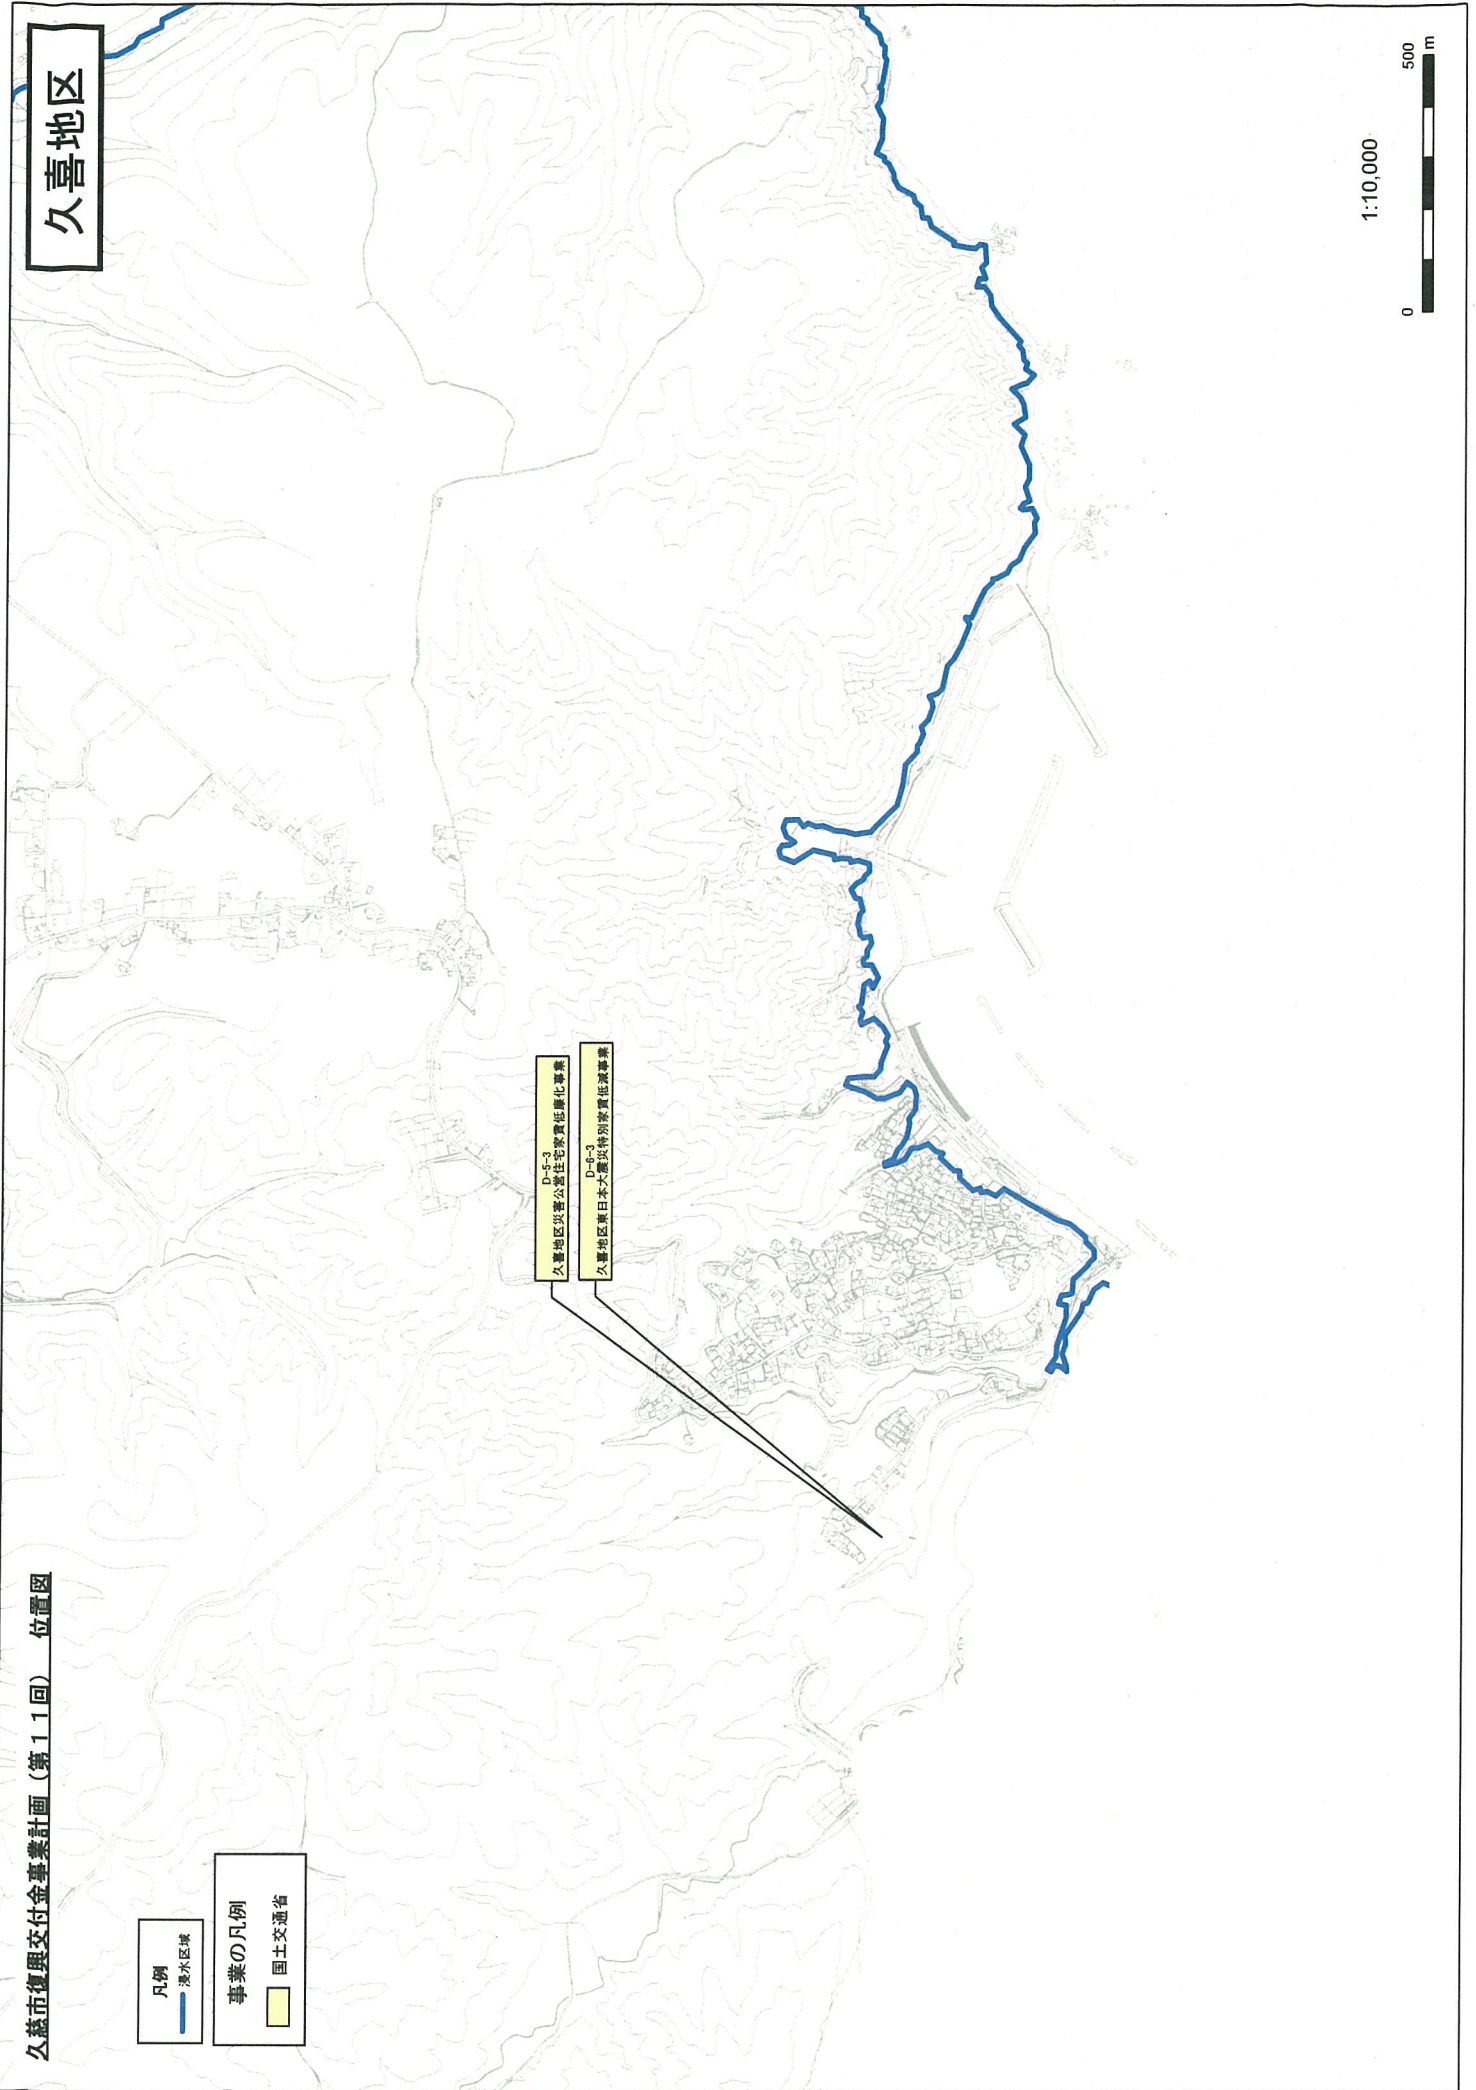 久慈市復興交付金事業計画（第１１回）　位置図
久喜地区
凡例
浸水区域
事業の凡例
国土交通省
D-5-3
久喜地区災害公営住宅家賃低廉化事業
D-6-3
久喜地区東日本大震災特別家賃低減事業
1:10,000
0
500
m